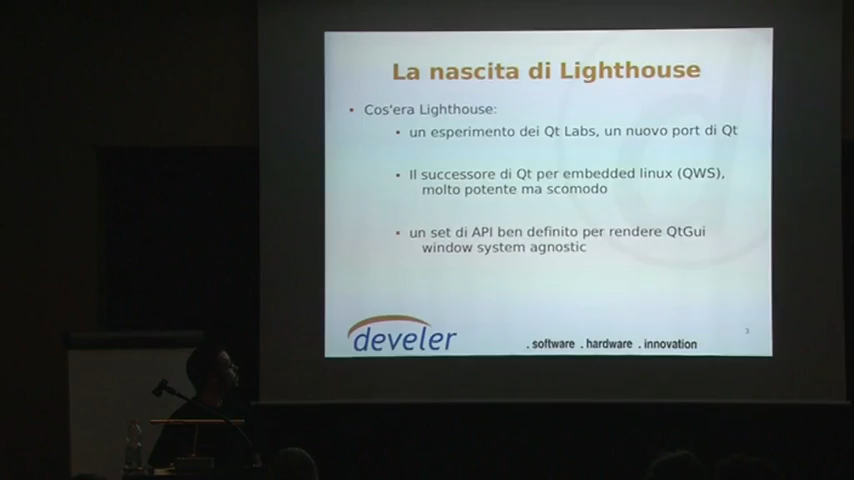 La nascita di Lighthouse
• Cos'era Lighthouse:
• un esperimento dei Qt Labs, un nuovo port di Qt
• Il successore di Qt per embedded linux (QWS),
molto potente ma scomodo
• un set di API ben definito per rendere QtGui
window system agnostic
3
develer
. software . hardware . innovation